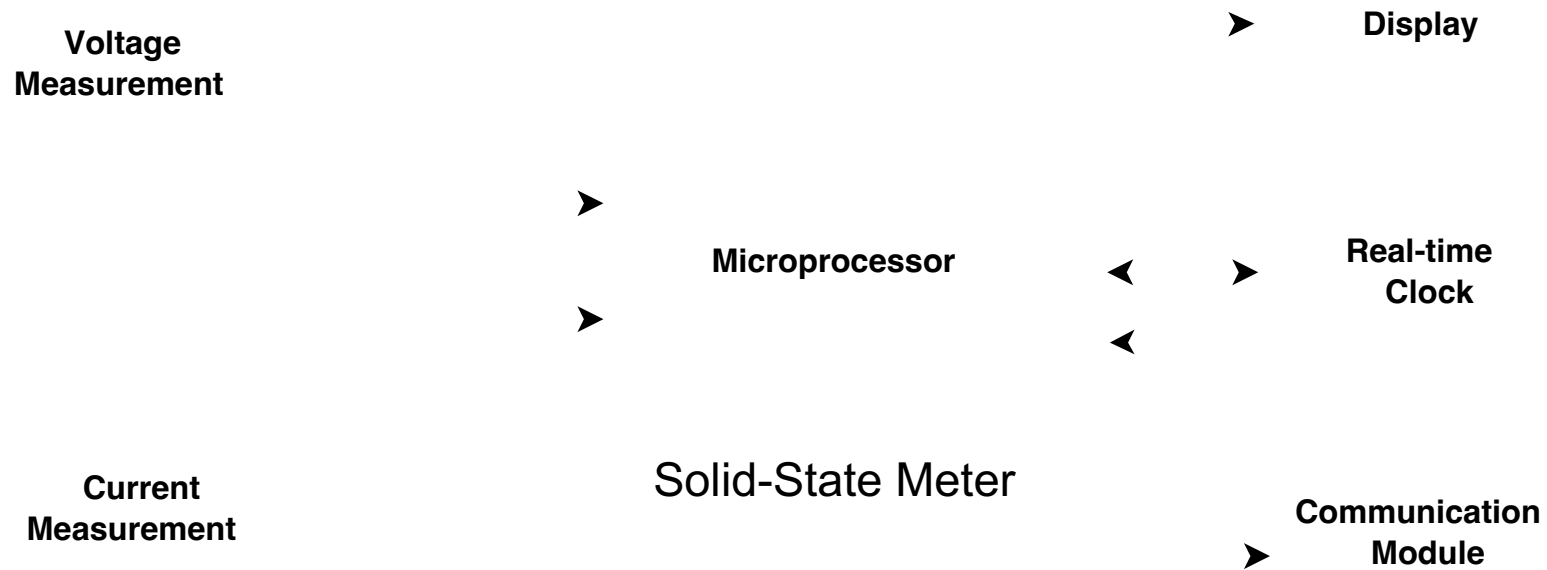 Voltage
Measurement
Display
Microprocessor
Real-time
Clock
Current
Measurement
Solid-State Meter
Communication
Module